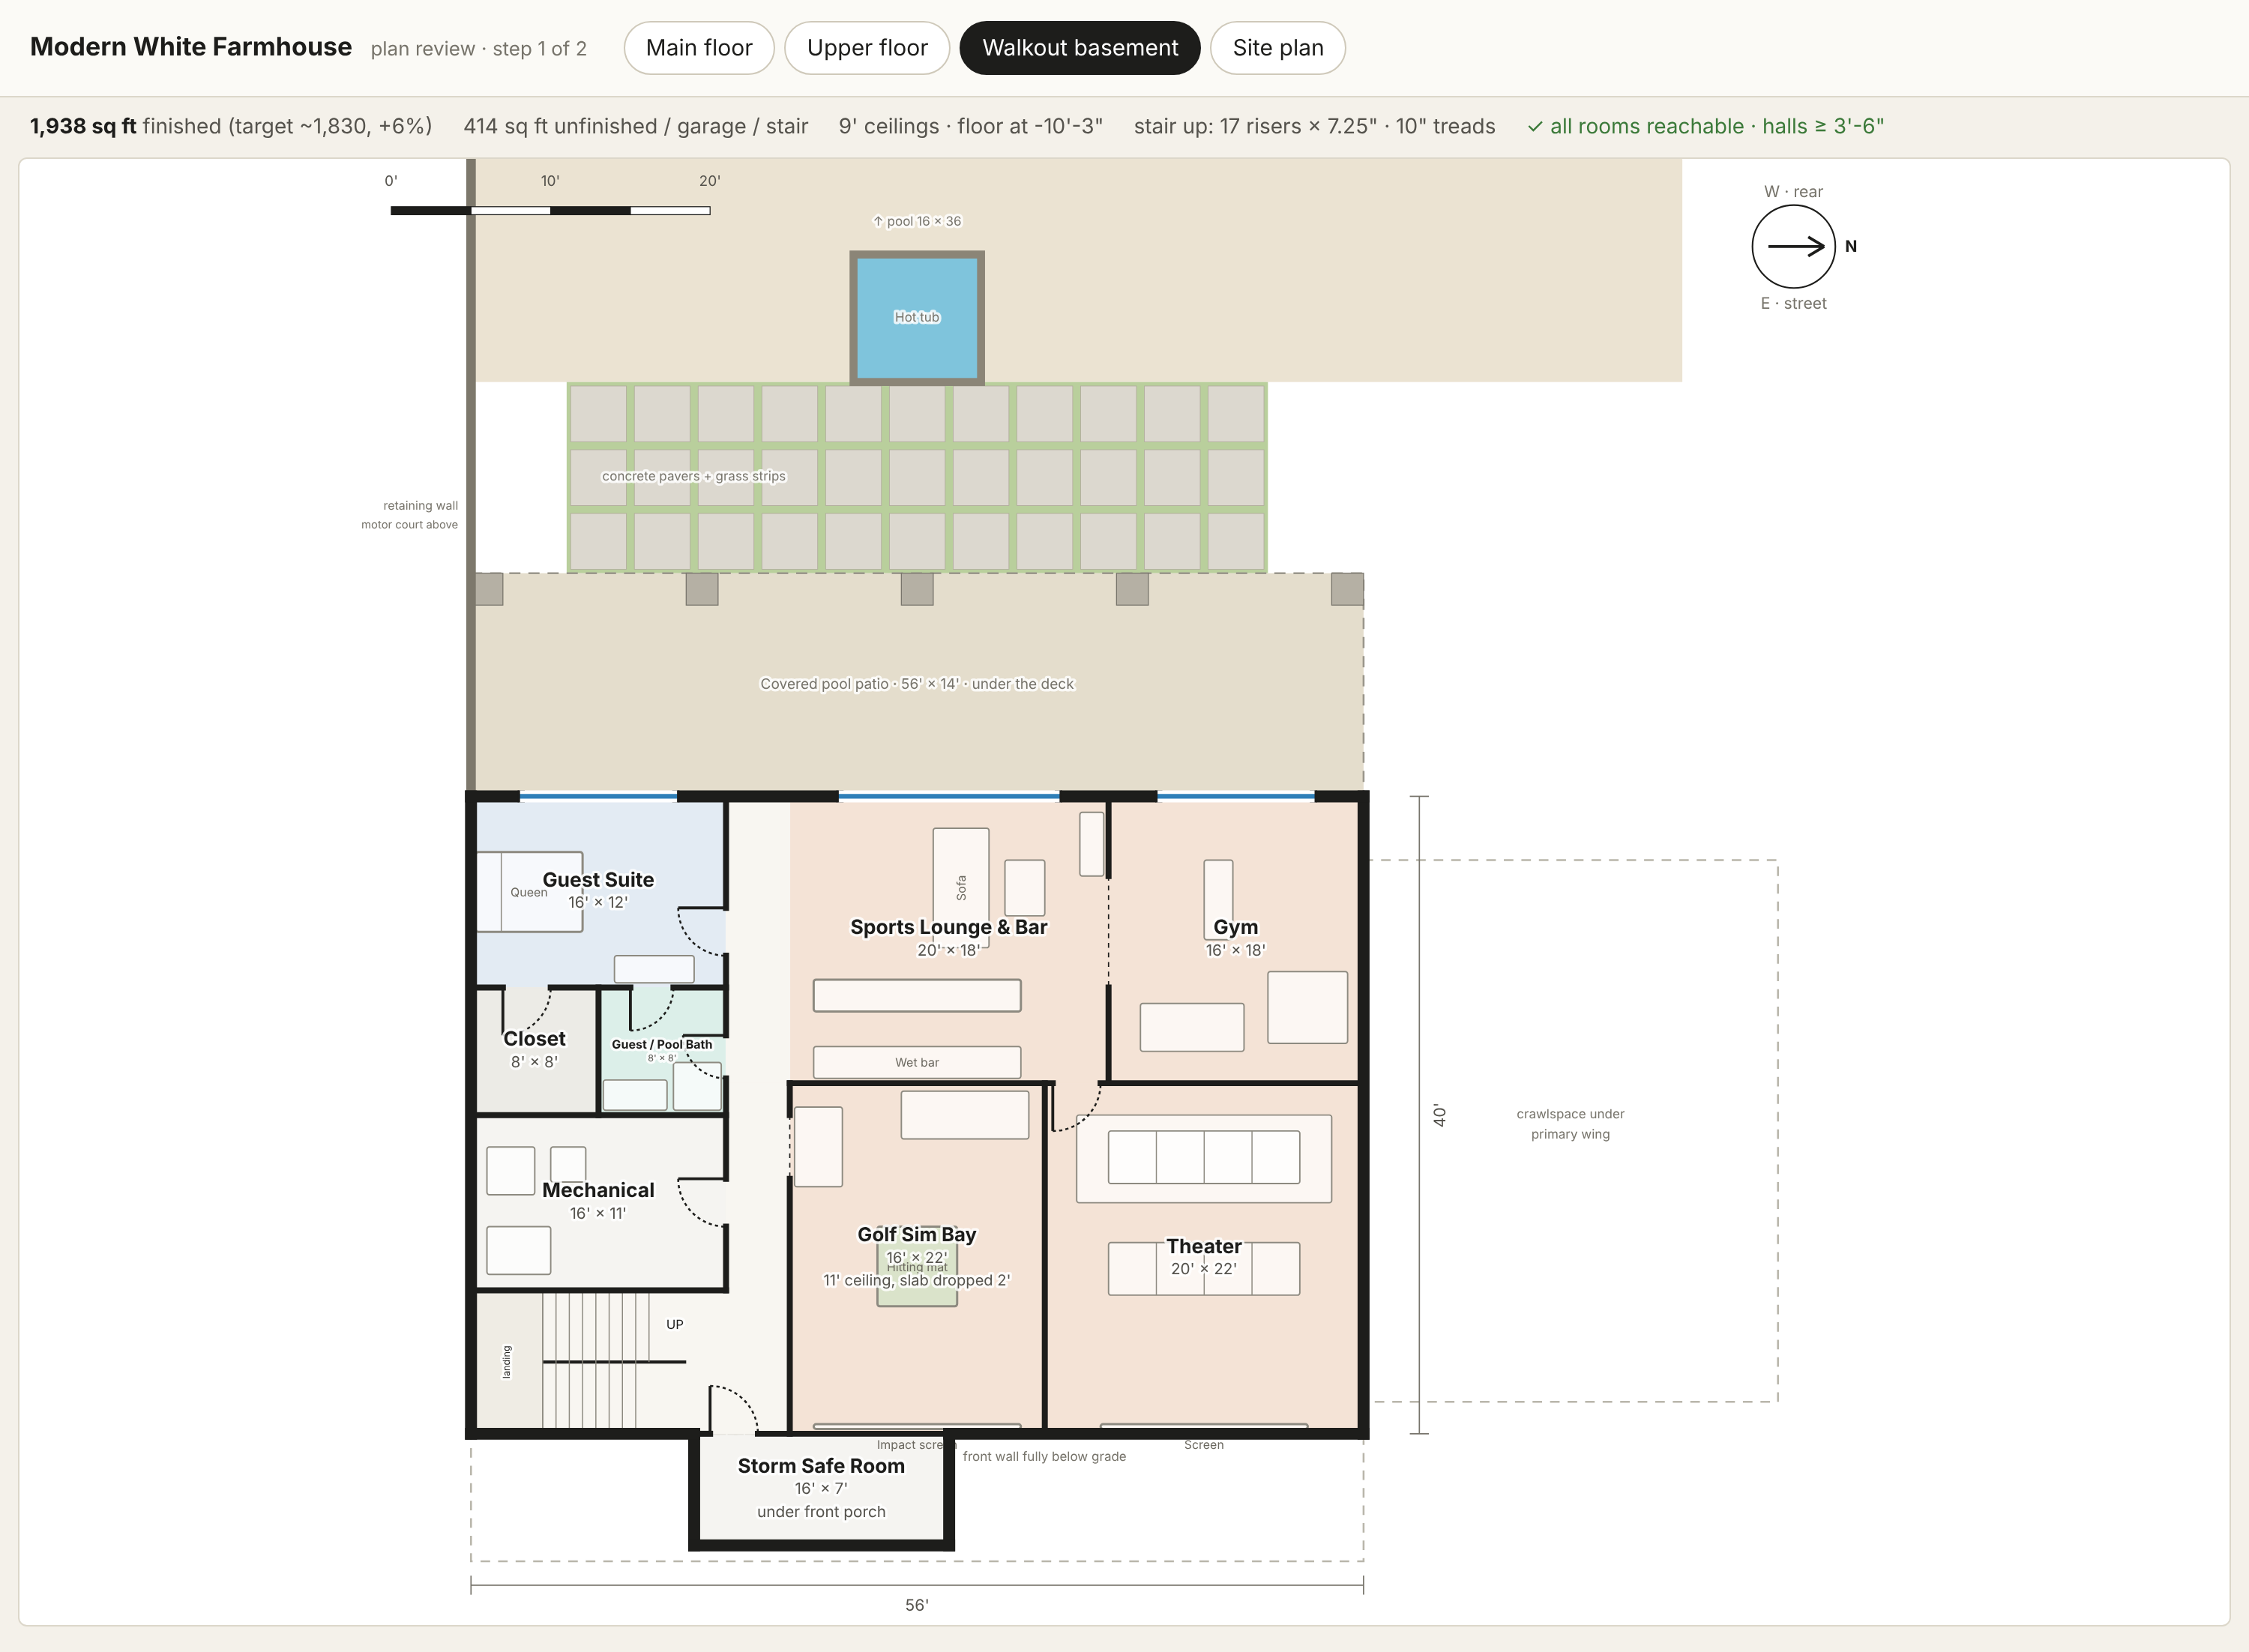 Modern White Farmhouse plan review · step 1 of 2 Main floor Upper floor Walkout basement Site plan
1,938 sq ft finished (target ~1,830, +6%) 414 sq ft unfinished / garage / stair 9' ceilings · floor at -10'-3" stair up: 17 risers × 7.25" · 10" treads ✓ all rooms reachable · halls ≥ 3'-6"
0' 10' 20'
W · rear
↑ pool 16 × 36
N
E · street
Hot tub
concrete pavers + grass strips
retaining wall
motor court above
Covered pool patio · 56' × 14' · under the deck
Queen
Guest Suite
16' × 12'
Sofa
Sports Lounge & Bar
20' × 18'
Gym
16' × 18'
Closet
8' × 8'
Guest / Pool Bath
8' × 8'
Wet bar
40'
crawlspace under
primary wing
Mechanical
16' × 11'
Golf Sim Bay
16' × 22'
Hitting mat
11' ceiling, slab dropped 2'
Theater
20' × 22'
UP
landing
Impact screen
Screen
front wall fully below grade
Storm Safe Room
16' × 7'
under front porch
56'